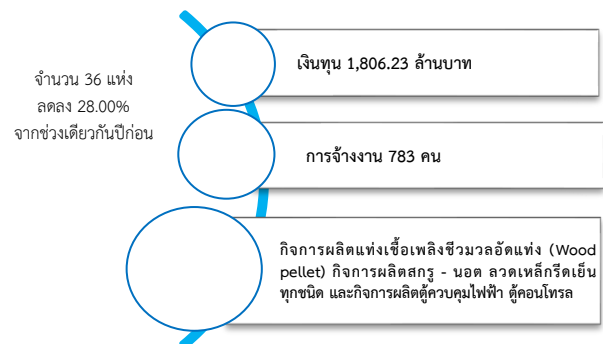 จำนวน 36 แห่ง
ลดลง 28.00%
จากช่วงเดียวกันปีก่อน
เงินทุน 1,806.23 ล้านบาท
การจ้างงาน 783 คน
กิจการผลิตแท่งเชื้อเพลิงชีวมวลอัดแท่ง (Wood
pellet) กิจการผลิตสกรู - นอต ลวดเหล็กรีดเย็น
ทุกชนิด และกิจการผลิตตู้ควบคุมไฟฟ้า ตู้คอนโทรล